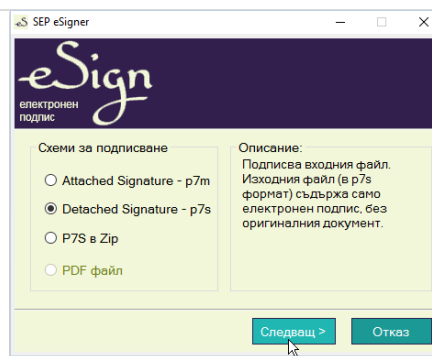 SEP eSigner
eSign
електронен
подпис
Схеми за подписване
Attached Signature - p7m
Detached Signature - p7s
P7S в Zip
PDF файл
Описание:
Подписва входния файл.
Изходния файл (в p7s
формат) съдържа само
електронен подпис, без
оригиналния документ.
Следващ >
Отказ